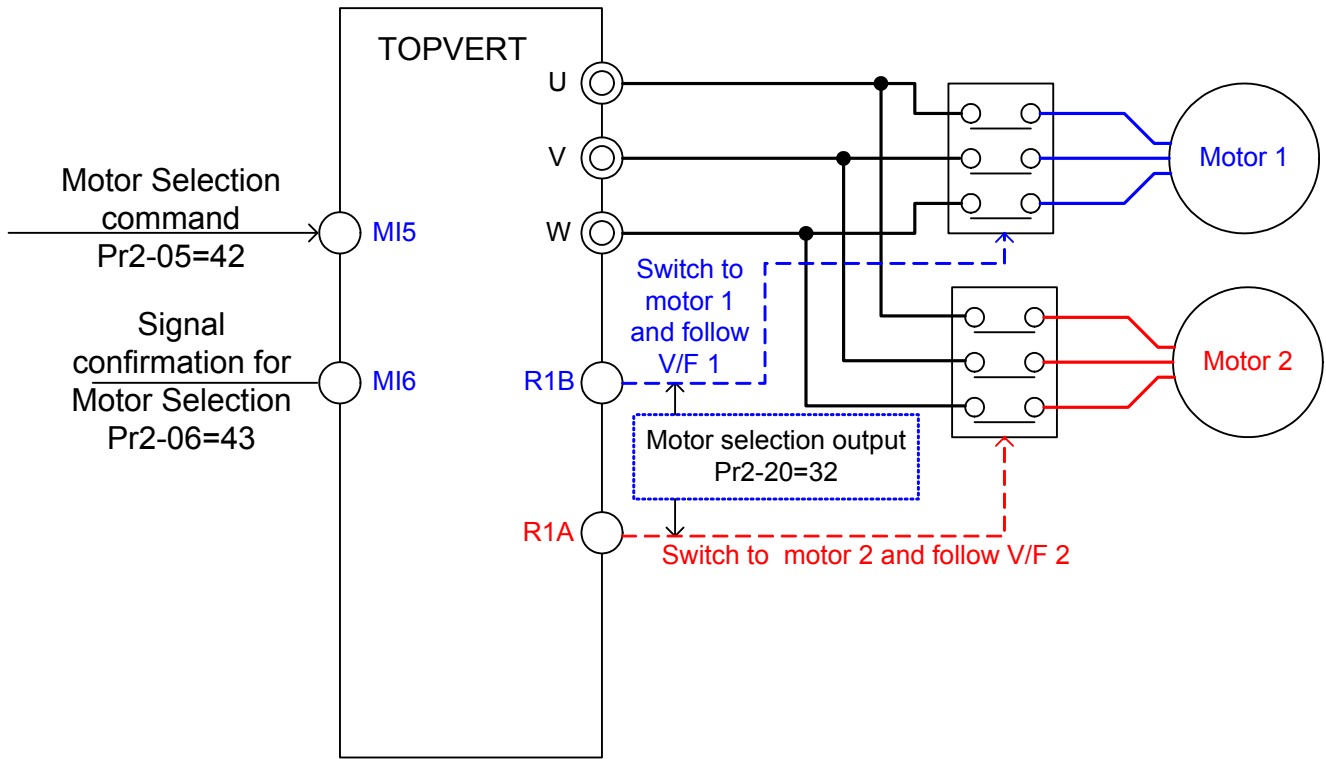 TOPVERT
U
V
W
Motor Selection
command
Pr2-05=42
MI5
Signal
confirmation for
Motor Selection
Pr2-06=43
MI6
R1B
R1A
Switch to
motor 1
and follow
V/F 1
Motor selection output
Pr2-20=32
Switch to motor 2 and follow V/F 2
Motor 1
Motor 2